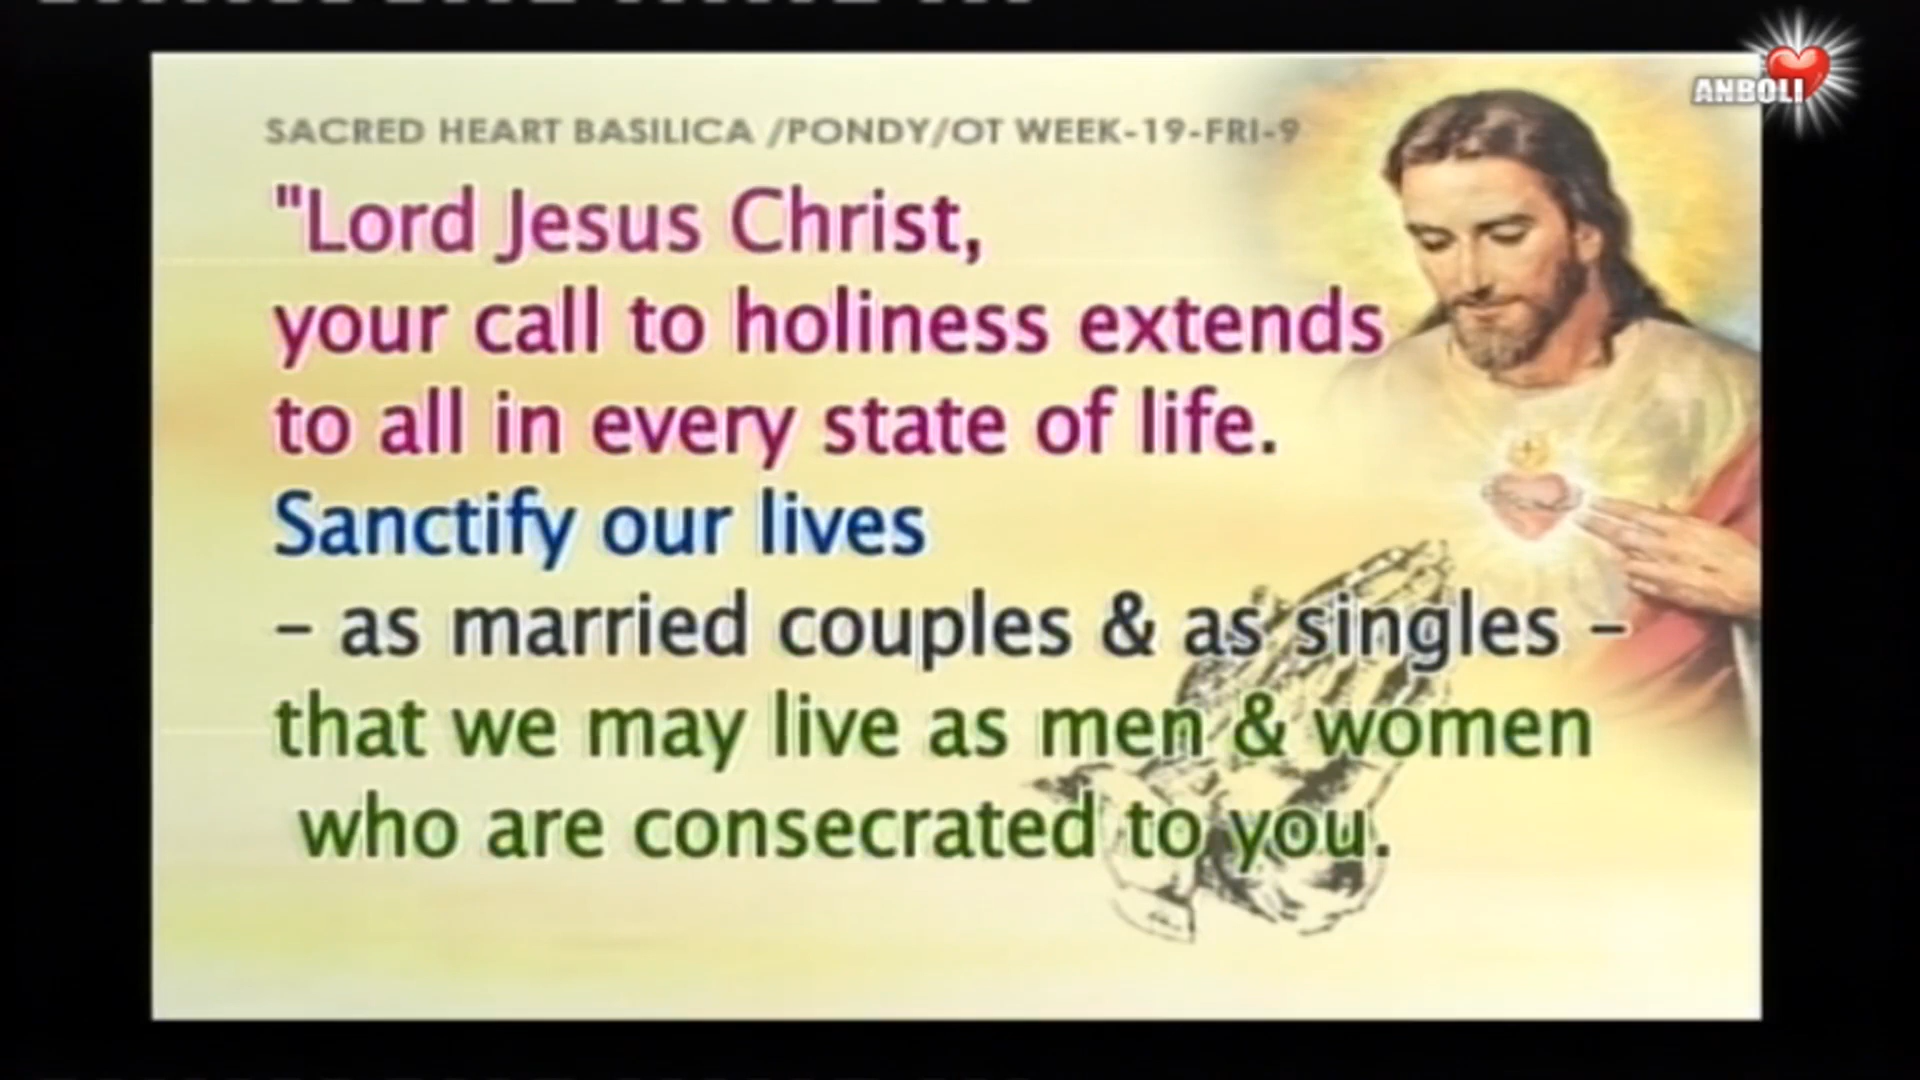 ANBOLI
SACRED HEART BASILICA /PONDY/OT WEEK-19-FRI-9
"Lord Jesus Christ,
your call to holiness extends
to all in every state of life.
Sanctify our lives
– as married couples & as singles –
that we may live as men & women
who are consecrated to you.